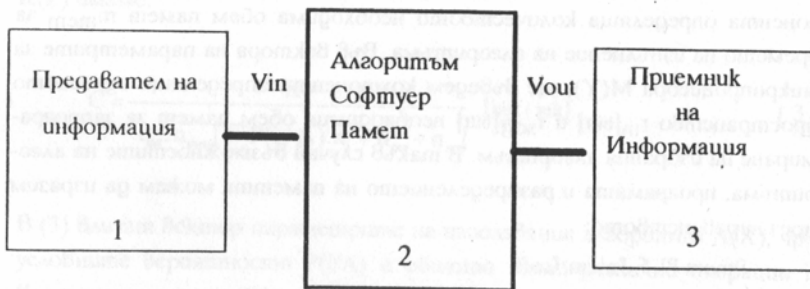 Предавател на
информация
1
Vin
Алгоритъм
Софтуер
Памет
2
Vout
Приемник
на
Информация
3